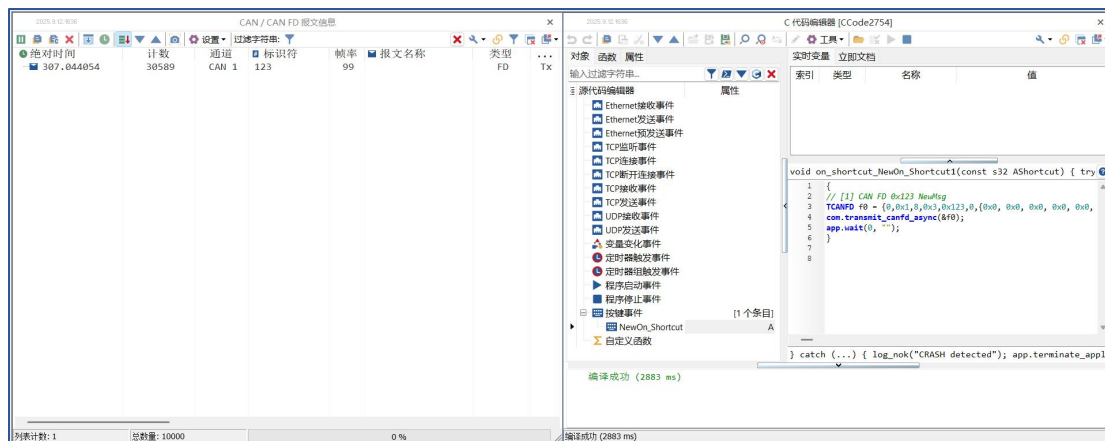 2025.9.12.1636
CAN / CAN FD 报文信息
设置
过滤字符串:
绝对时间 计数 通道 标识符 帧率 报文名称 类型 ...
307.044054 30589 CAN 1 123 99 FD Tx
列表计数: 1 总数量: 10000 0 %
2025.9.12.1636
C 代码编辑器 [CCode2754]
工具
对象 函数 属性
输入过滤字符串...
源代码编辑器 属性
Ethernet接收事件
Ethernet发送事件
Ethernet预发送事件
TCP监听事件
TCP连接事件
TCP断开连接事件
TCP接收事件
TCP发送事件
UDP接收事件
UDP发送事件
变量变化事件
定时器触发事件
定时器组触发事件
程序启动事件
程序停止事件
按键事件 [1 个条目]
NewOn_Shortcut A
自定义函数
实时变量 立即文档
索引 类型 名称 值
void on_shortcut_NewOn_Shortcut1(const s32 AShortcut) { try
1 {
2 // [1] CAN FD 0x123 NewMsg
3 TCANFD f0 = {0,0x1,8,0x3,0x123,0,{0x0, 0x0, 0x0, 0x0, 0x0,
4 com.transmit_canfd_async(&f0);
5 app.wait(0, "");
6 }
7
8
} catch (...) { log_nok("CRASH detected"); app.terminate_appl
编译成功 (2883 ms)
编译成功 (2883 ms)